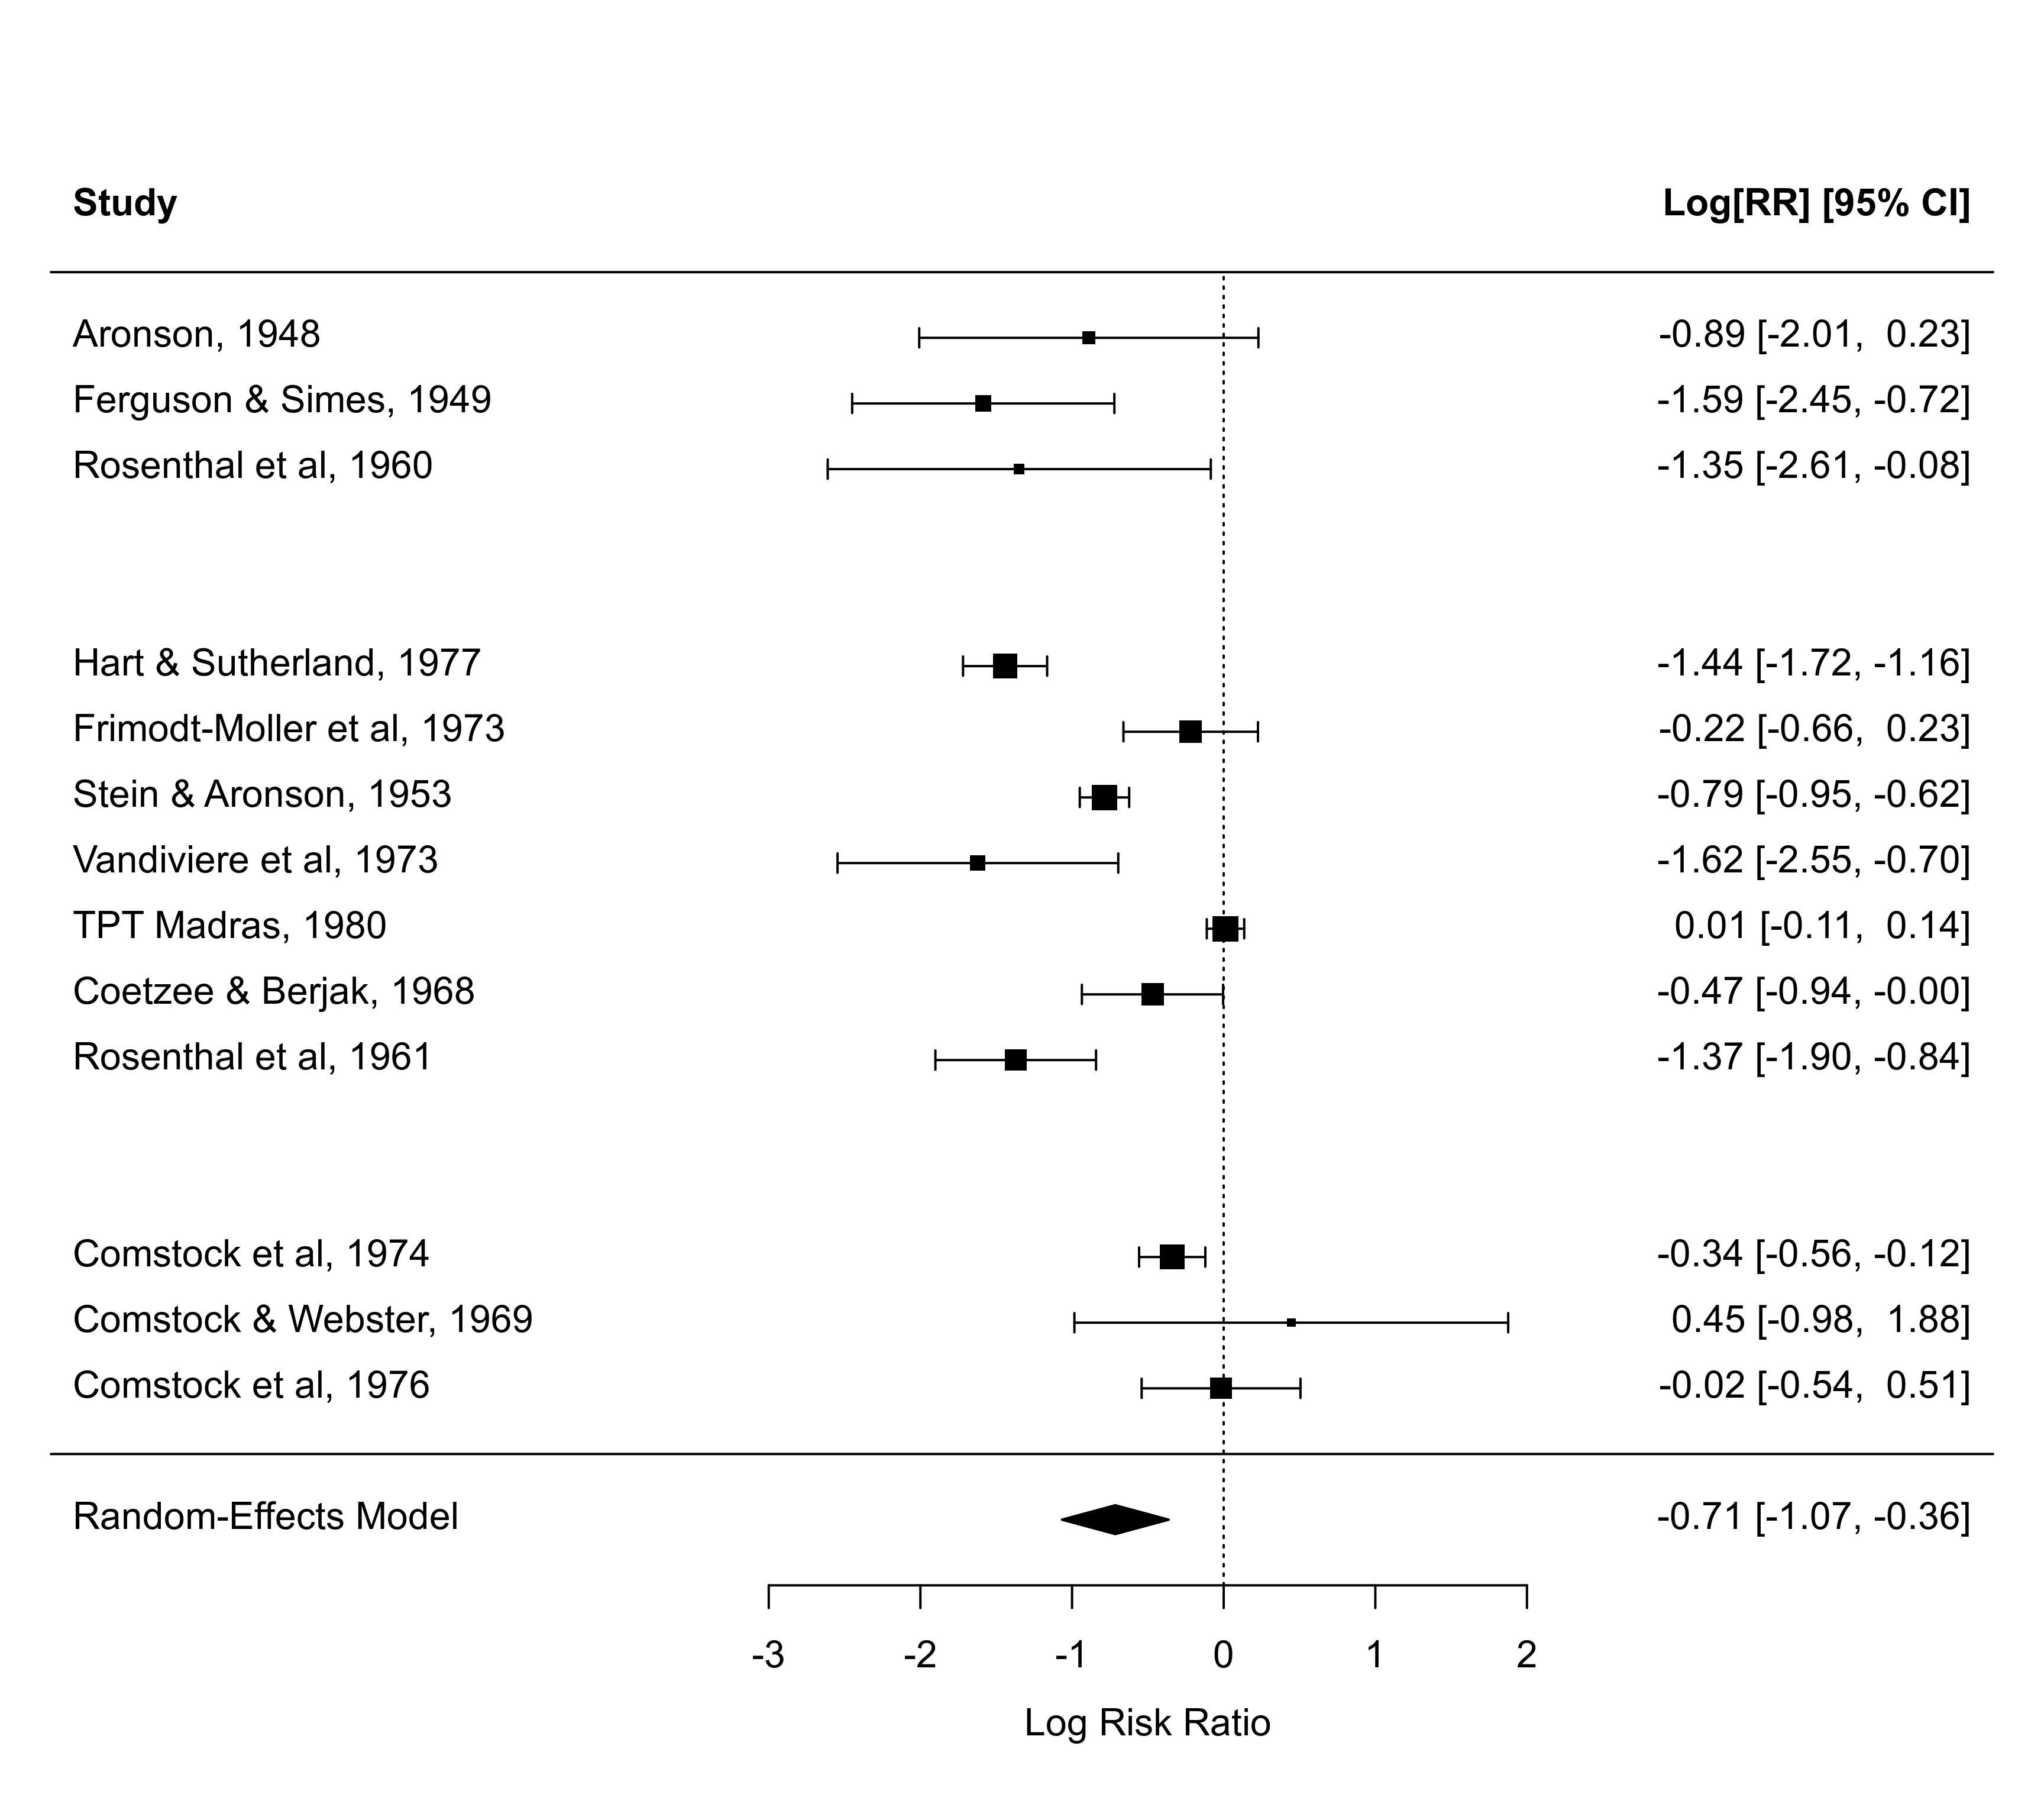 Study Log[RR] [95% CI]
Aronson, 1948 -0.89 [-2.01, 0.23]
Ferguson & Simes, 1949 -1.59 [-2.45, -0.72]
Rosenthal et al, 1960 -1.35 [-2.61, -0.08]
Hart & Sutherland, 1977 -1.44 [-1.72, -1.16]
Frimodt-Moller et al, 1973 -0.22 [-0.66, 0.23]
Stein & Aronson, 1953 -0.79 [-0.95, -0.62]
Vandiviere et al, 1973 -1.62 [-2.55, -0.70]
TPT Madras, 1980 0.01 [-0.11, 0.14]
Coetzee & Berjak, 1968 -0.47 [-0.94, -0.00]
Rosenthal et al, 1961 -1.37 [-1.90, -0.84]
Comstock et al, 1974 -0.34 [-0.56, -0.12]
Comstock & Webster, 1969 0.45 [-0.98, 1.88]
Comstock et al, 1976 -0.02 [-0.54, 0.51]
Random-Effects Model -0.71 [-1.07, -0.36]
-3 -2 -1 0 1 2
Log Risk Ratio